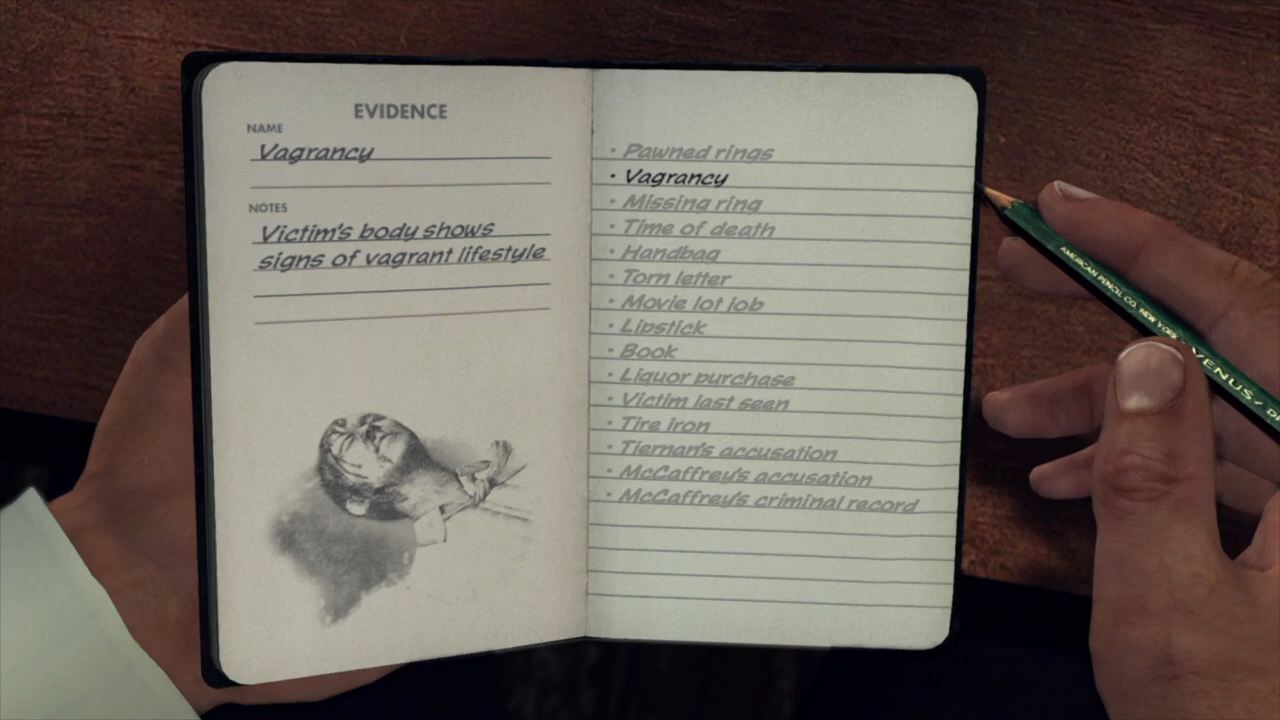 EVIDENCE
NAME
Vagrancy
NOTES
Victim's body shows
signs of vagrant lifestyle
• Pawned rings
• Vagrancy
• Missing ring
• Time of death
• Handbag
• Torn letter
• Movie lot job
• Lipstick
• Book
• Liquor purchase
• Victim last seen
• Tire iron
• Tiernan's accusation
• McCaffrey's accusation
• McCaffrey's criminal record
AMERICAN PENCIL CO. NEW YORK
VENUS/